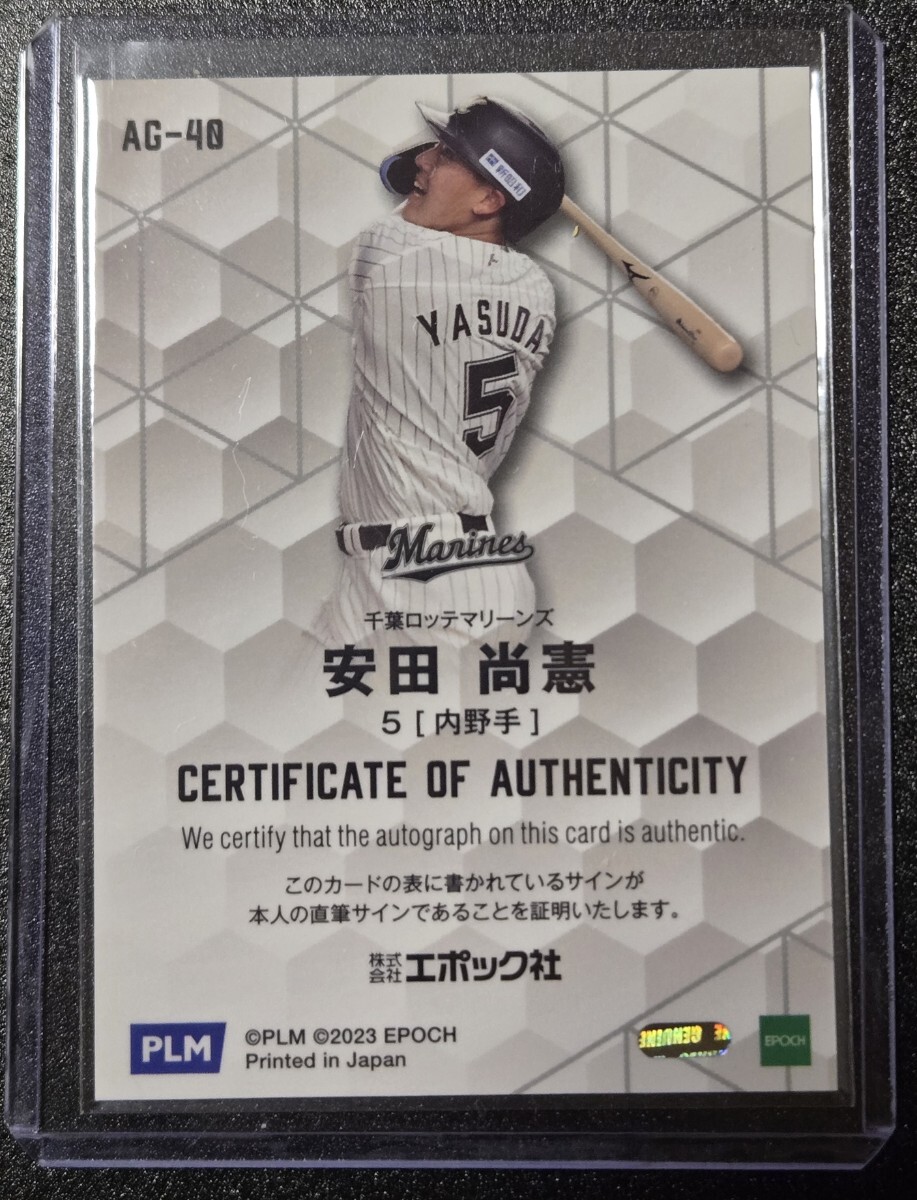 AG-40
新昭和
YASUDA
5
Marines
千葉ロッテマリーンズ
安田 尚憲
5 [ 内野手 ]
CERTIFICATE OF AUTHENTICITY
We certify that the autograph on this card is authentic.
このカードの表に書かれているサインが
本人の直筆サインであることを証明いたします。
株式会社エポック社
PLM
©PLM ©2023 EPOCH
Printed in Japan
GENUINE
EPOCH